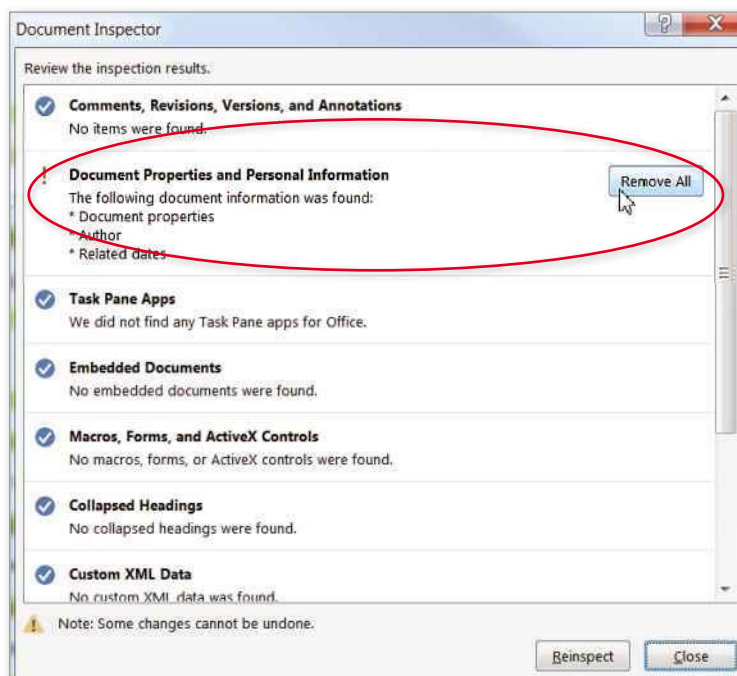 Document Inspector
Review the inspection results.
Comments, Revisions, Versions, and Annotations
No items were found.
Document Properties and Personal Information
Remove All
The following document information was found:
* Document properties
* Author
* Related dates
Task Pane Apps
We did not find any Task Pane apps for Office.
Embedded Documents
No embedded documents were found.
Macros, Forms, and ActiveX Controls
No macros, forms, or ActiveX controls were found.
Collapsed Headings
No collapsed headings were found.
Custom XML Data
No custom XML data was found.
Note: Some changes cannot be undone.
Reinspect
Close